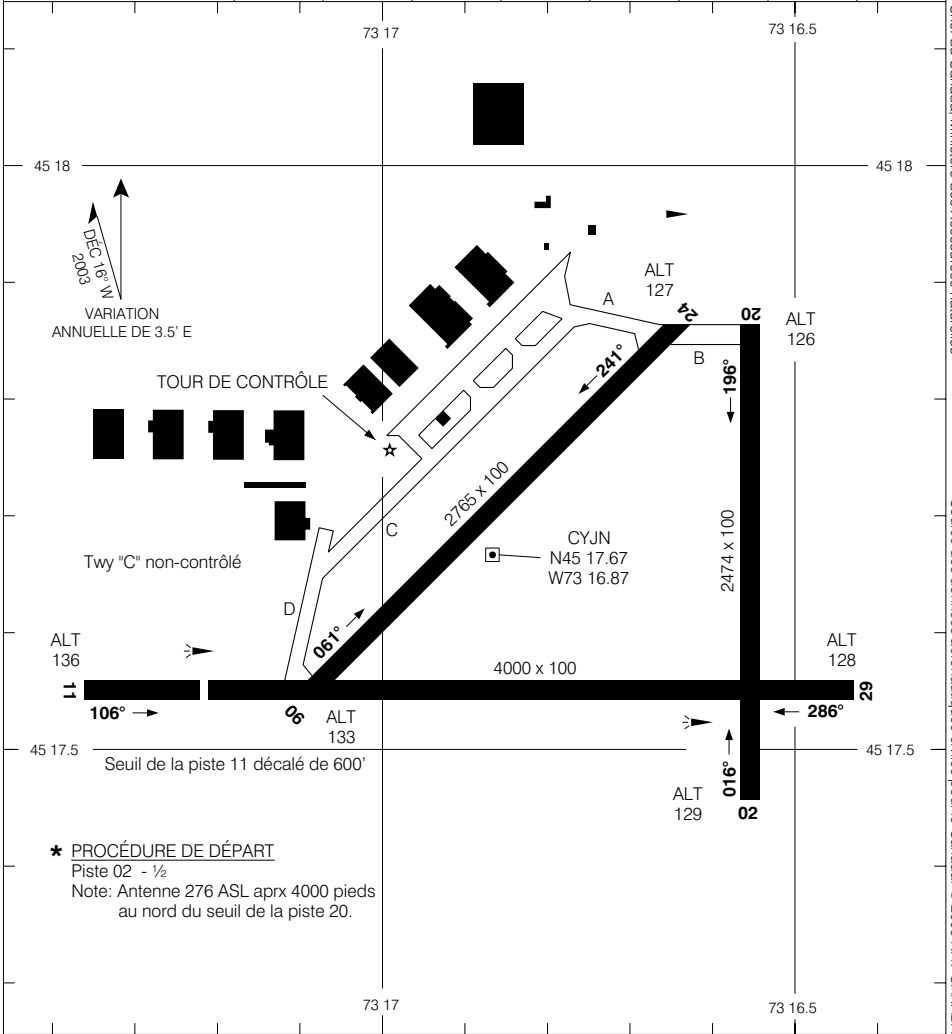 73 17
73 16.5
45 18
45 18
DÉC 16° W
2003
VARIATION
ANNUELLE DE 3.5' E
ALT
127
A
24
20
ALT
126
B
241°
196°
TOUR DE CONTRÔLE
2765 x 100
C
CYJN
N45 17.67
W73 16.87
2474 x 100
Twy "C" non-contrôlé
D
061°
ALT
136
ALT
128
4000 x 100
11
29
106°
06
ALT
133
286°
45 17.5
45 17.5
Seuil de la piste 11 décalé de 600'
016°
ALT
129
02
* PROCÉDURE DE DÉPART
Piste 02 - ½
Note: Antenne 276 ASL aprx 4000 pieds
au nord du seuil de la piste 20.
73 17
73 16.5